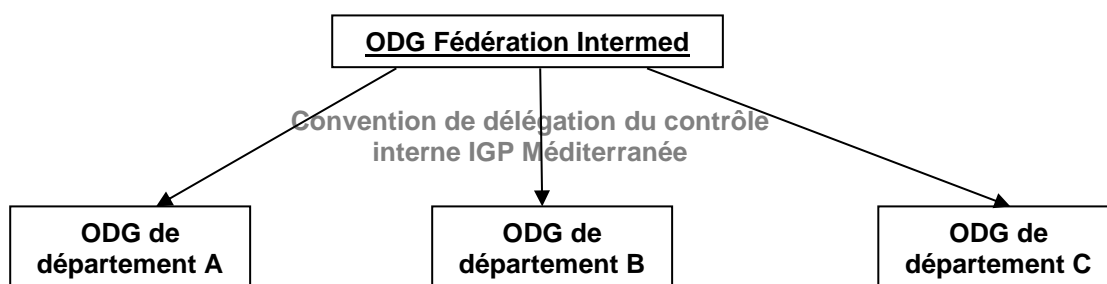 ODG Fédération Intermed
Convention de délégation du contrôle
interne IGP Méditerranée
ODG de
département A
ODG de
département B
ODG de
département C